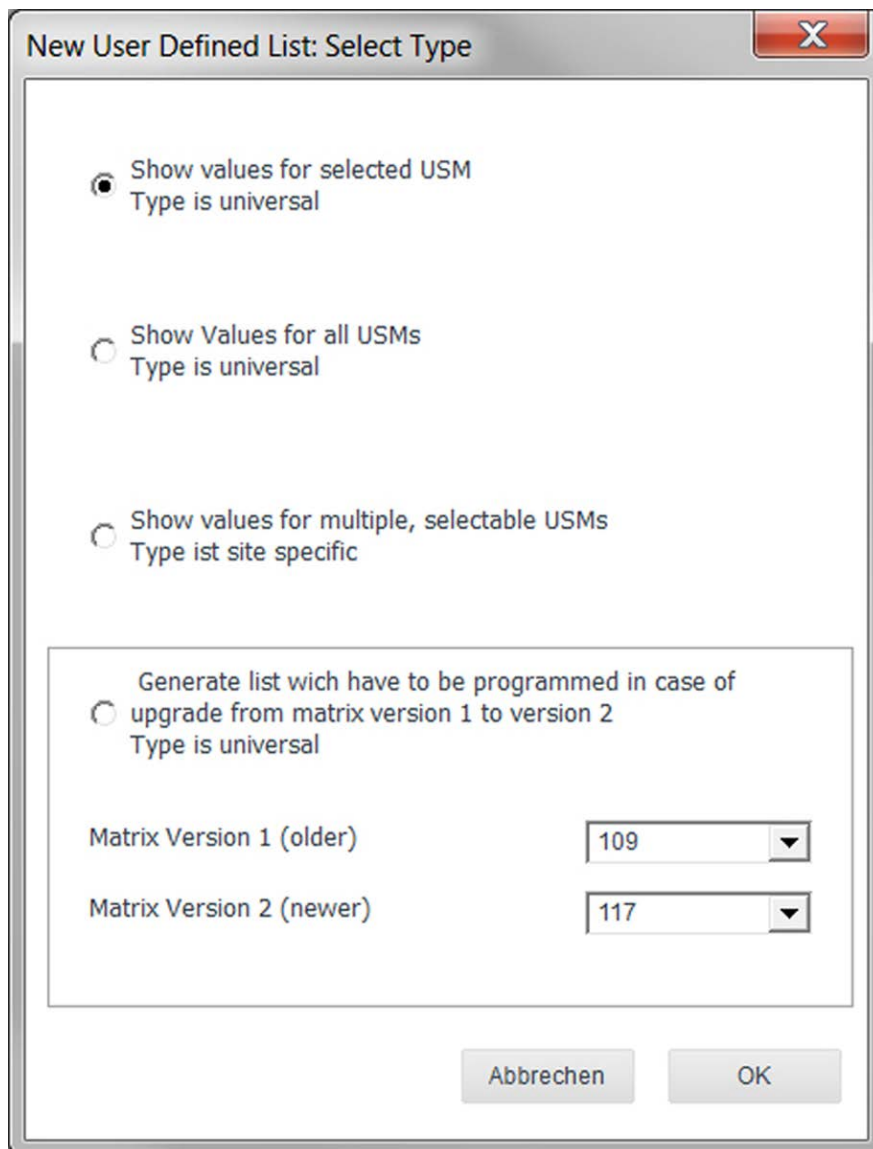 New User Defined List: Select Type
Show values for selected USM
Type is universal
Show Values for all USMs
Type is universal
Show values for multiple, selectable USMs
Type ist site specific
Generate list wich have to be programmed in case of
upgrade from matrix version 1 to version 2
Type is universal
Matrix Version 1 (older)
109
Matrix Version 2 (newer)
117
Abbrechen
OK